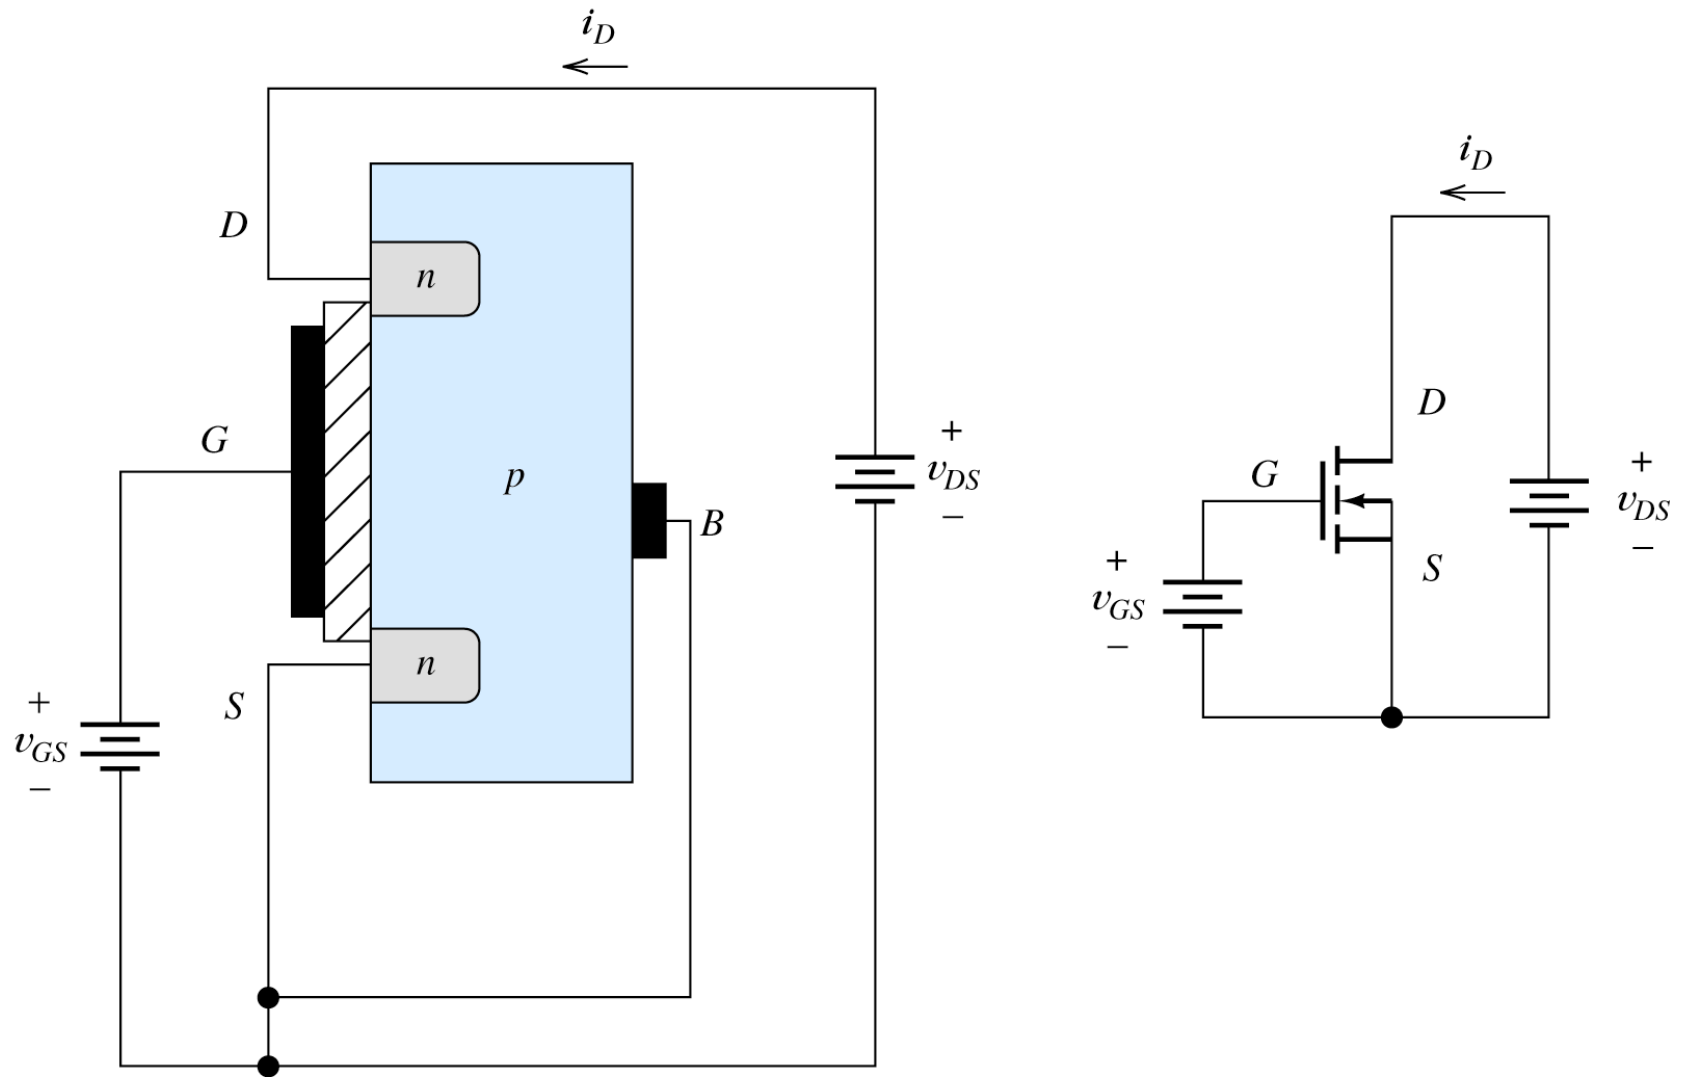 i_D
D
n
G
p
B
+
v_DS
−
n
S
+
v_GS
−
i_D
D
G
+
v_DS
−
S
+
v_GS
−